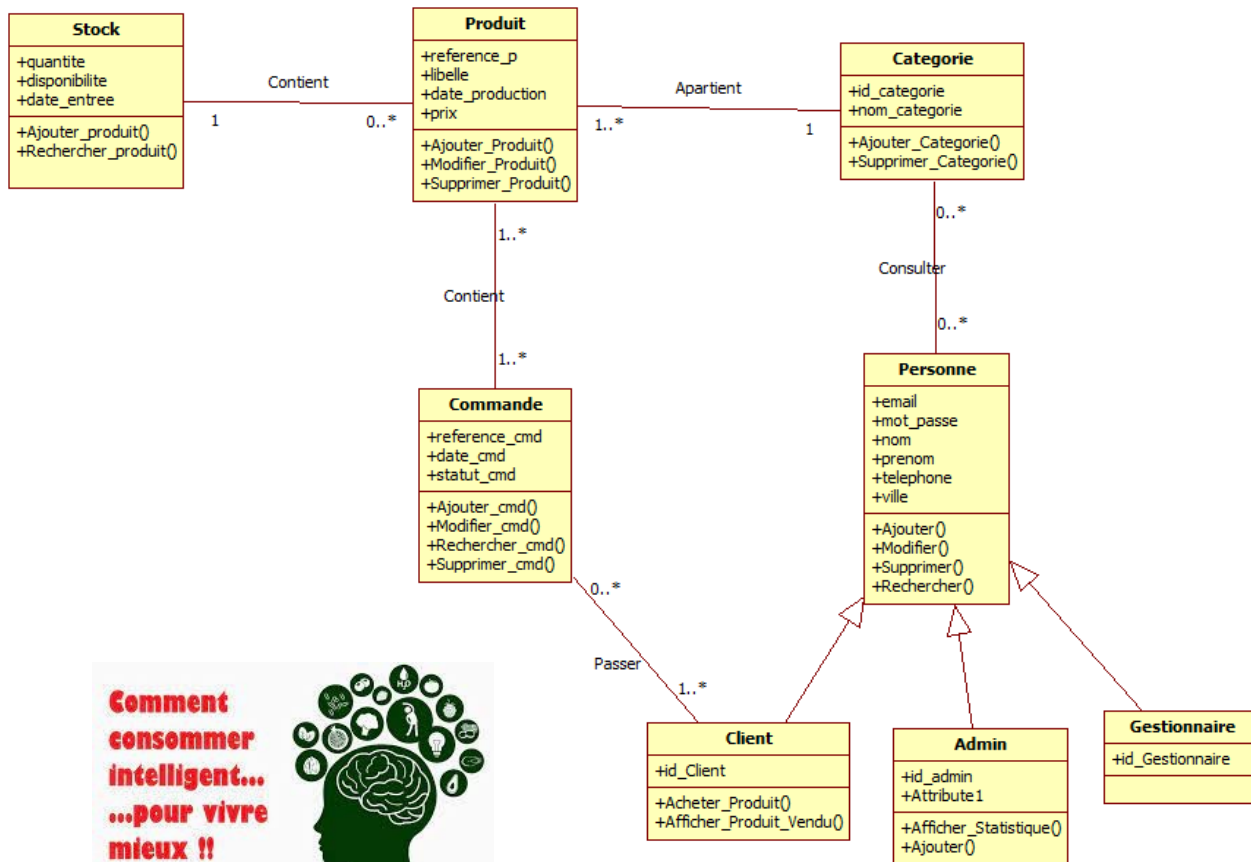 Stock
+quantite
+disponibilite
+date_entree
+Ajouter_produit()
+Rechercher_produit()
Contient
1
0..*
Produit
+reference_p
+libelle
+date_production
+prix
+Ajouter_Produit()
+Modifier_Produit()
+Supprimer_Produit()
Apartient
1..*
1
Categorie
+id_categorie
+nom_categorie
+Ajouter_Categorie()
+Supprimer_Categorie()
1..*
Contient
1..*
0..*
Consulter
0..*
Commande
+reference_cmd
+date_cmd
+statut_cmd
+Ajouter_cmd()
+Modifier_cmd()
+Rechercher_cmd()
+Supprimer_cmd()
Personne
+email
+mot_passe
+nom
+prenom
+telephone
+ville
+Ajouter()
+Modifier()
+Supprimer()
+Rechercher()
0..*
Passer
1..*
Client
+id_Client
+Acheter_Produit()
+Afficher_Produit_Vendu()
Admin
+id_admin
+Attribute1
+Afficher_Statistique()
+Ajouter()
Gestionnaire
+id_Gestionnaire
Comment
consommer
intelligent...
...pour vivre
mieux !!
H₂O